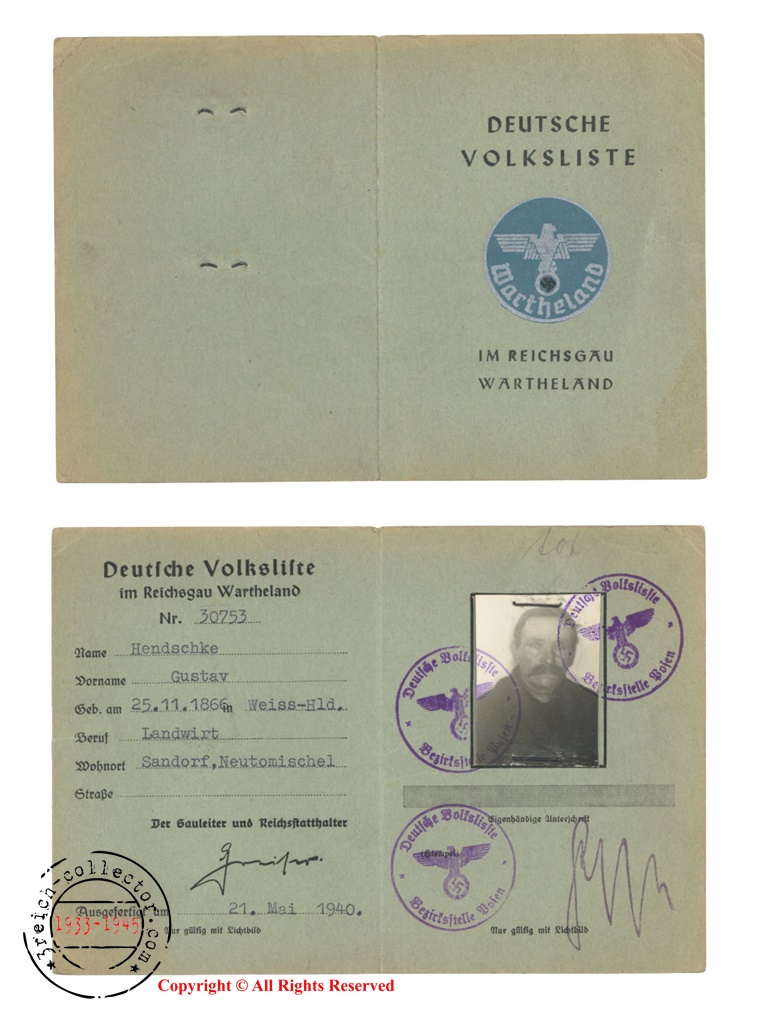 DEUTSCHE
VOLKSLISTE
Wartheland
IM REICHSGAU
WARTHELAND
Deutsche Volksliste
im Reichsgau Wartheland
Nr. 30753
Name Hendschke
Vorname Gustav
Geb. am 25.11.1866 in Weiss-Hld.
Beruf Landwirt
Wohnort Sandorf,Neutomischel
Straße
Der Gauleiter und Reichsstatthalter
Greiser.
Ausgefertigt am 21. Mai 1940.
Nur gültig mit Lichtbild
Deutsche Volksliste
Bezirksstelle Posen
Deutsche Volksliste
Bezirksstelle Posen
Eigenhändige Unterschrift
Deutsche Volksliste
(Stempel)
Bezirksstelle Posen
Nur gültig mit Lichtbild
3reich-collector.com
1933-1945
Copyright © All Rights Reserved